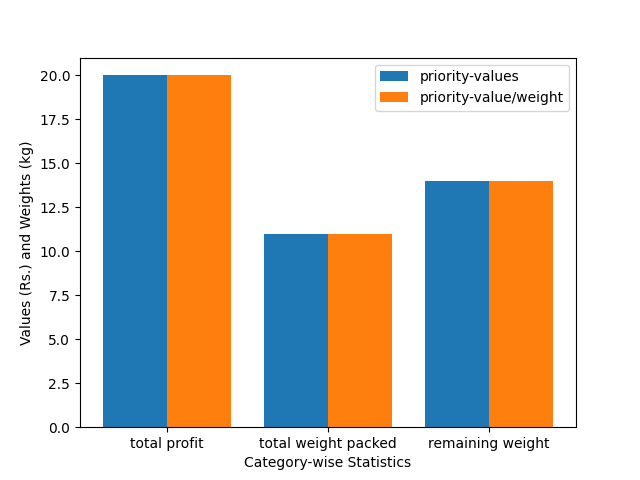 priority-values
priority-value/weight
20.0
17.5
15.0
12.5
10.0
7.5
5.0
2.5
0.0
Values (Rs.) and Weights (kg)
total profit
total weight packed
remaining weight
Category-wise Statistics